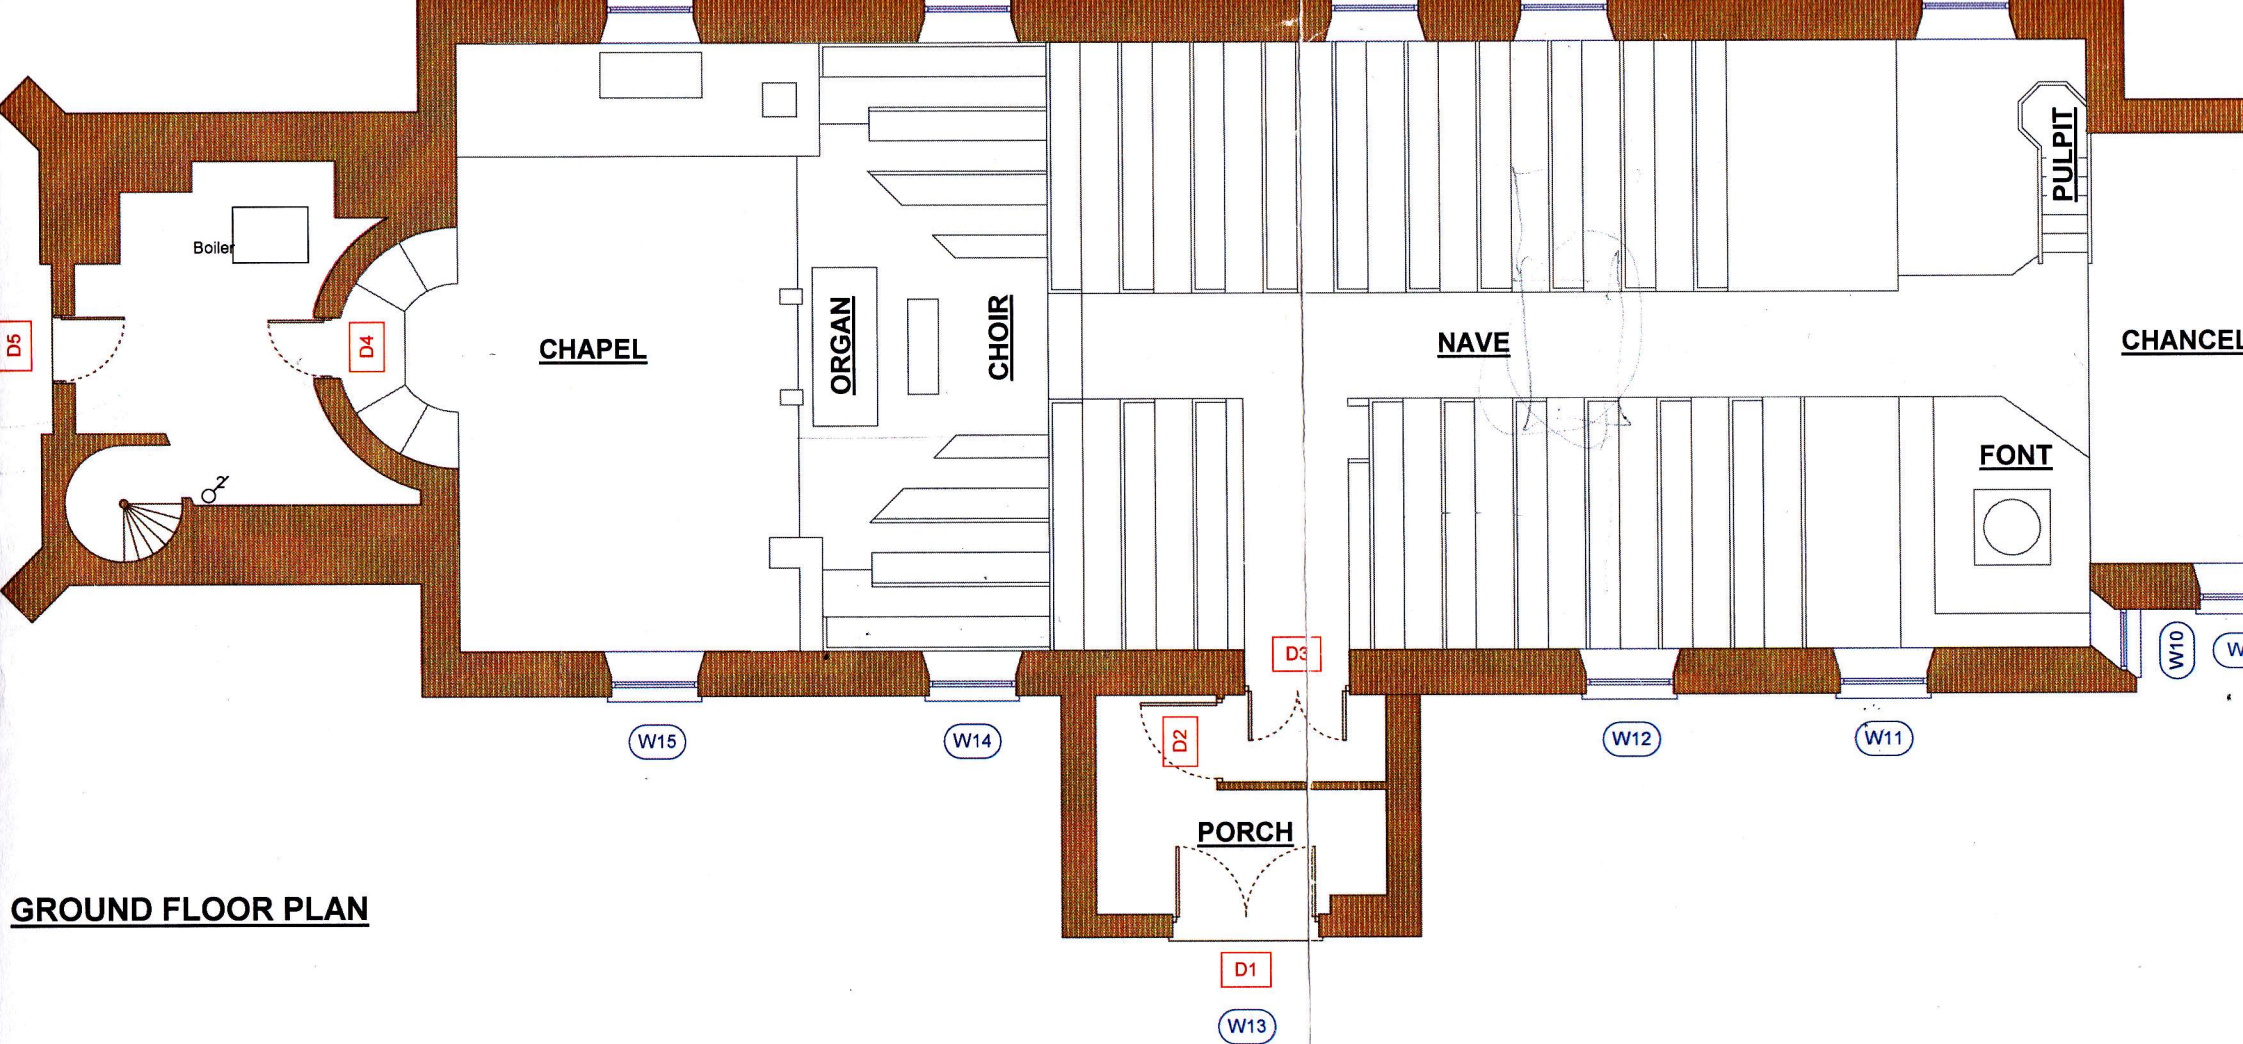 PULPIT
Boiler
D5
D4
CHAPEL
ORGAN
CHOIR
NAVE
CHANCEL
FONT
D3
W10
W
D2
W15
W14
W12
W11
PORCH
GROUND FLOOR PLAN
D1
W13